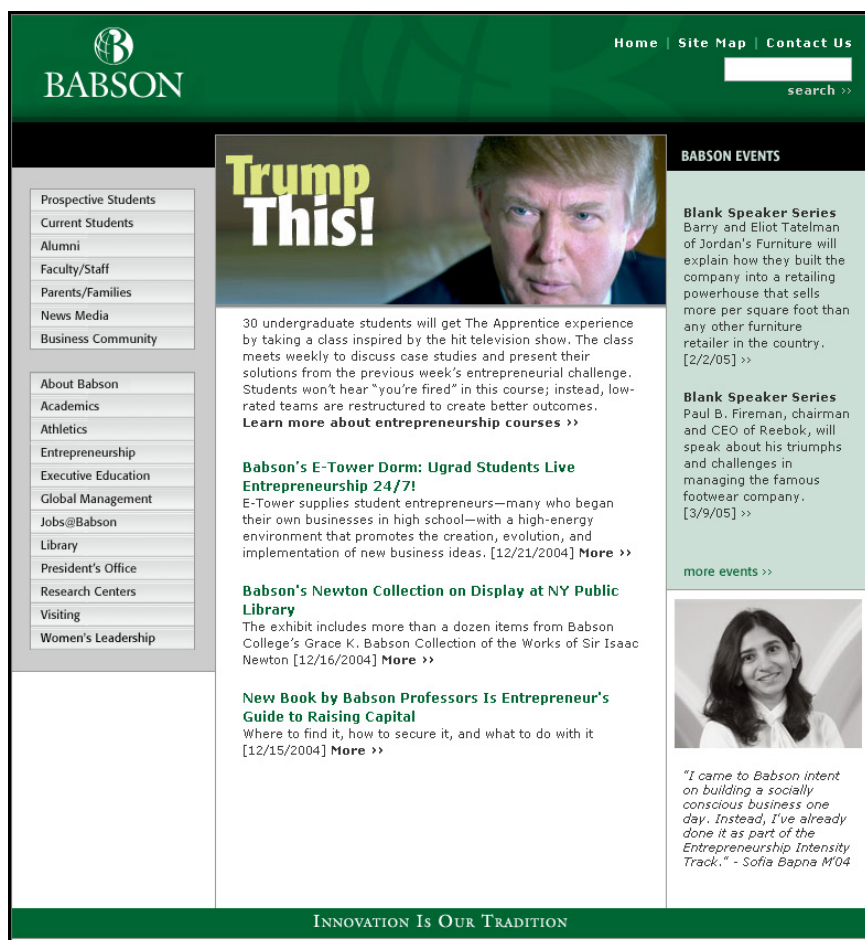 BABSON
Home | Site Map | Contact Us
search ››
Trump
This!
BABSON EVENTS
Prospective Students
Current Students
Alumni
Faculty/Staff
Parents/Families
News Media
Business Community
About Babson
Academics
Athletics
Entrepreneurship
Executive Education
Global Management
Jobs@Babson
Library
President's Office
Research Centers
Visiting
Women's Leadership
30 undergraduate students will get The Apprentice experience
by taking a class inspired by the hit television show. The class
meets weekly to discuss case studies and present their
solutions from the previous week's entrepreneurial challenge.
Students won't hear "you're fired" in this course; instead, low-
rated teams are restructured to create better outcomes.
Learn more about entrepreneurship courses ››
Babson's E-Tower Dorm: Ugrad Students Live
Entrepreneurship 24/7!
E-Tower supplies student entrepreneurs—many who began
their own businesses in high school—with a high-energy
environment that promotes the creation, evolution, and
implementation of new business ideas. [12/21/2004] More ››
Babson's Newton Collection on Display at NY Public
Library
The exhibit includes more than a dozen items from Babson
College's Grace K. Babson Collection of the Works of Sir Isaac
Newton [12/16/2004] More ››
New Book by Babson Professors Is Entrepreneur's
Guide to Raising Capital
Where to find it, how to secure it, and what to do with it
[12/15/2004] More ››
Blank Speaker Series
Barry and Eliot Tatelman
of Jordan's Furniture will
explain how they built the
company into a retailing
powerhouse that sells
more per square foot than
any other furniture
retailer in the country.
[2/2/05] ››
Blank Speaker Series
Paul B. Fireman, chairman
and CEO of Reebok, will
speak about his triumphs
and challenges in
managing the famous
footwear company.
[3/9/05] ››
more events ››
"I came to Babson intent
on building a socially
conscious business one
day. Instead, I've already
done it as part of the
Entrepreneurship Intensity
Track." - Sofia Bapna M'04
INNOVATION IS OUR TRADITION